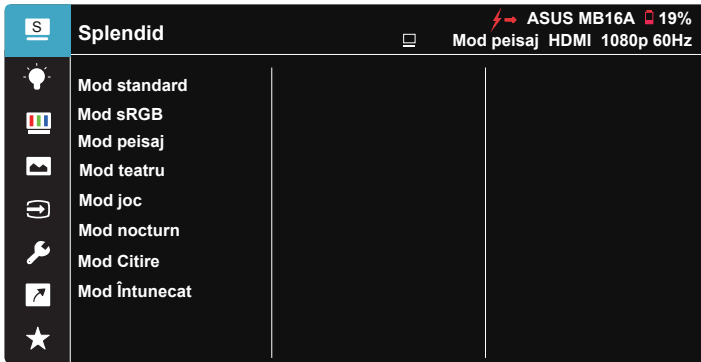 S
Splendid
ASUS MB16A 19%
Mod peisaj HDMI 1080p 60Hz
Mod standard
Mod sRGB
Mod peisaj
Mod teatru
Mod joc
Mod nocturn
Mod Citire
Mod Întunecat